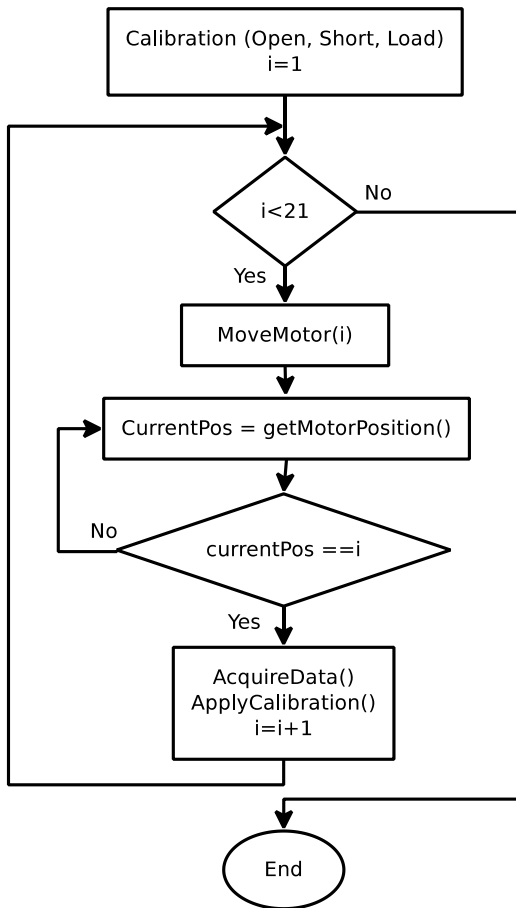 Calibration (Open, Short, Load)
i=1
i<21
No
Yes
MoveMotor(i)
CurrentPos = getMotorPosition()
No
currentPos ==i
Yes
AcquireData()
ApplyCalibration()
i=i+1
End